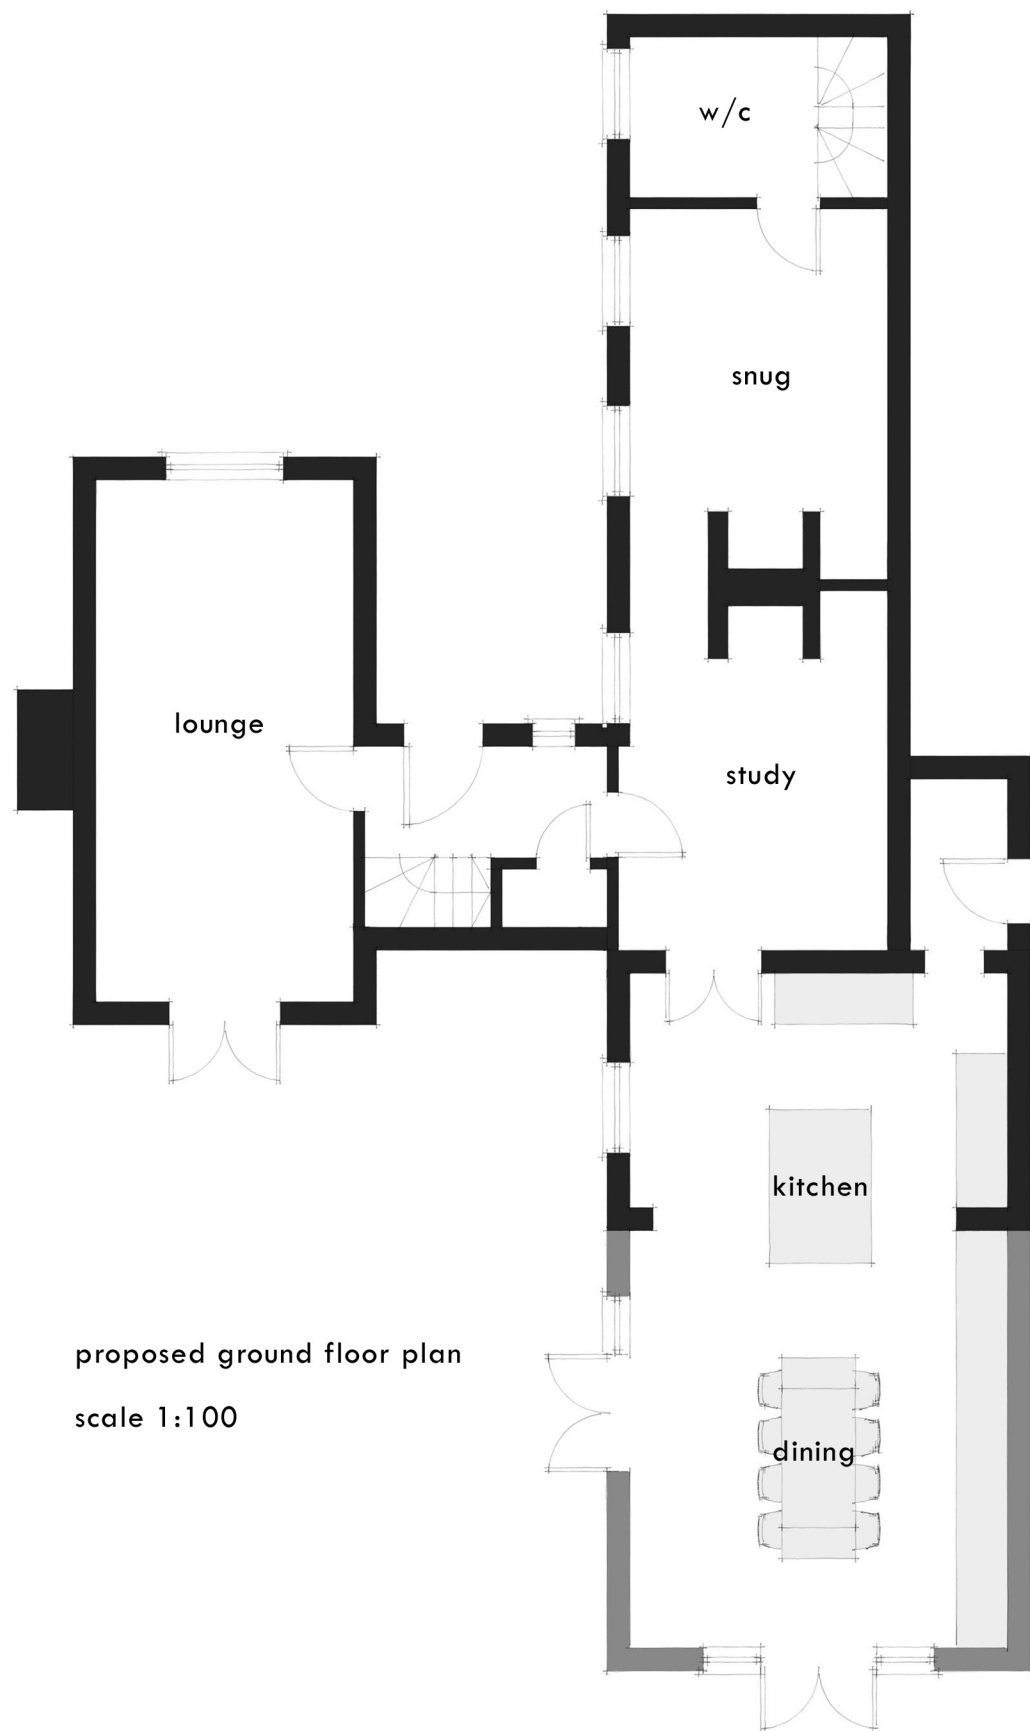 w/c
snug
lounge
study
kitchen
proposed ground floor plan
scale 1:100
dining